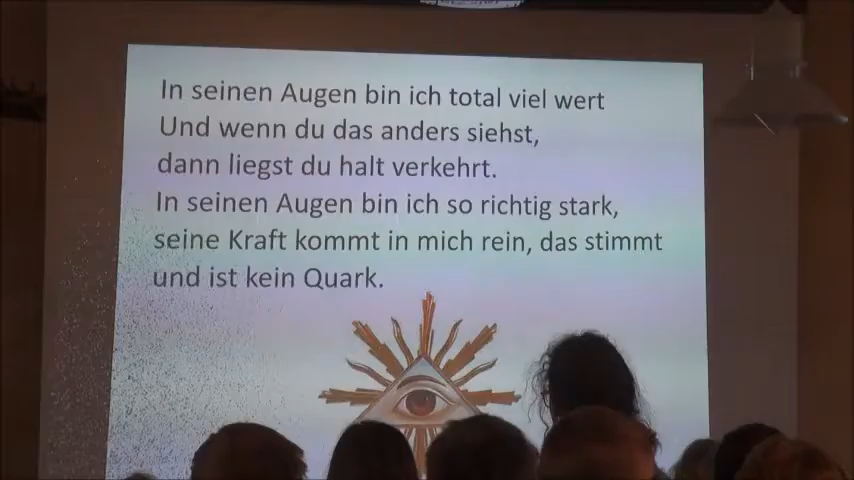 In seinen Augen bin ich total viel wert
Und wenn du das anders siehst,
dann liegst du halt verkehrt.
In seinen Augen bin ich so richtig stark,
seine Kraft kommt in mich rein, das stimmt
und ist kein Quark.